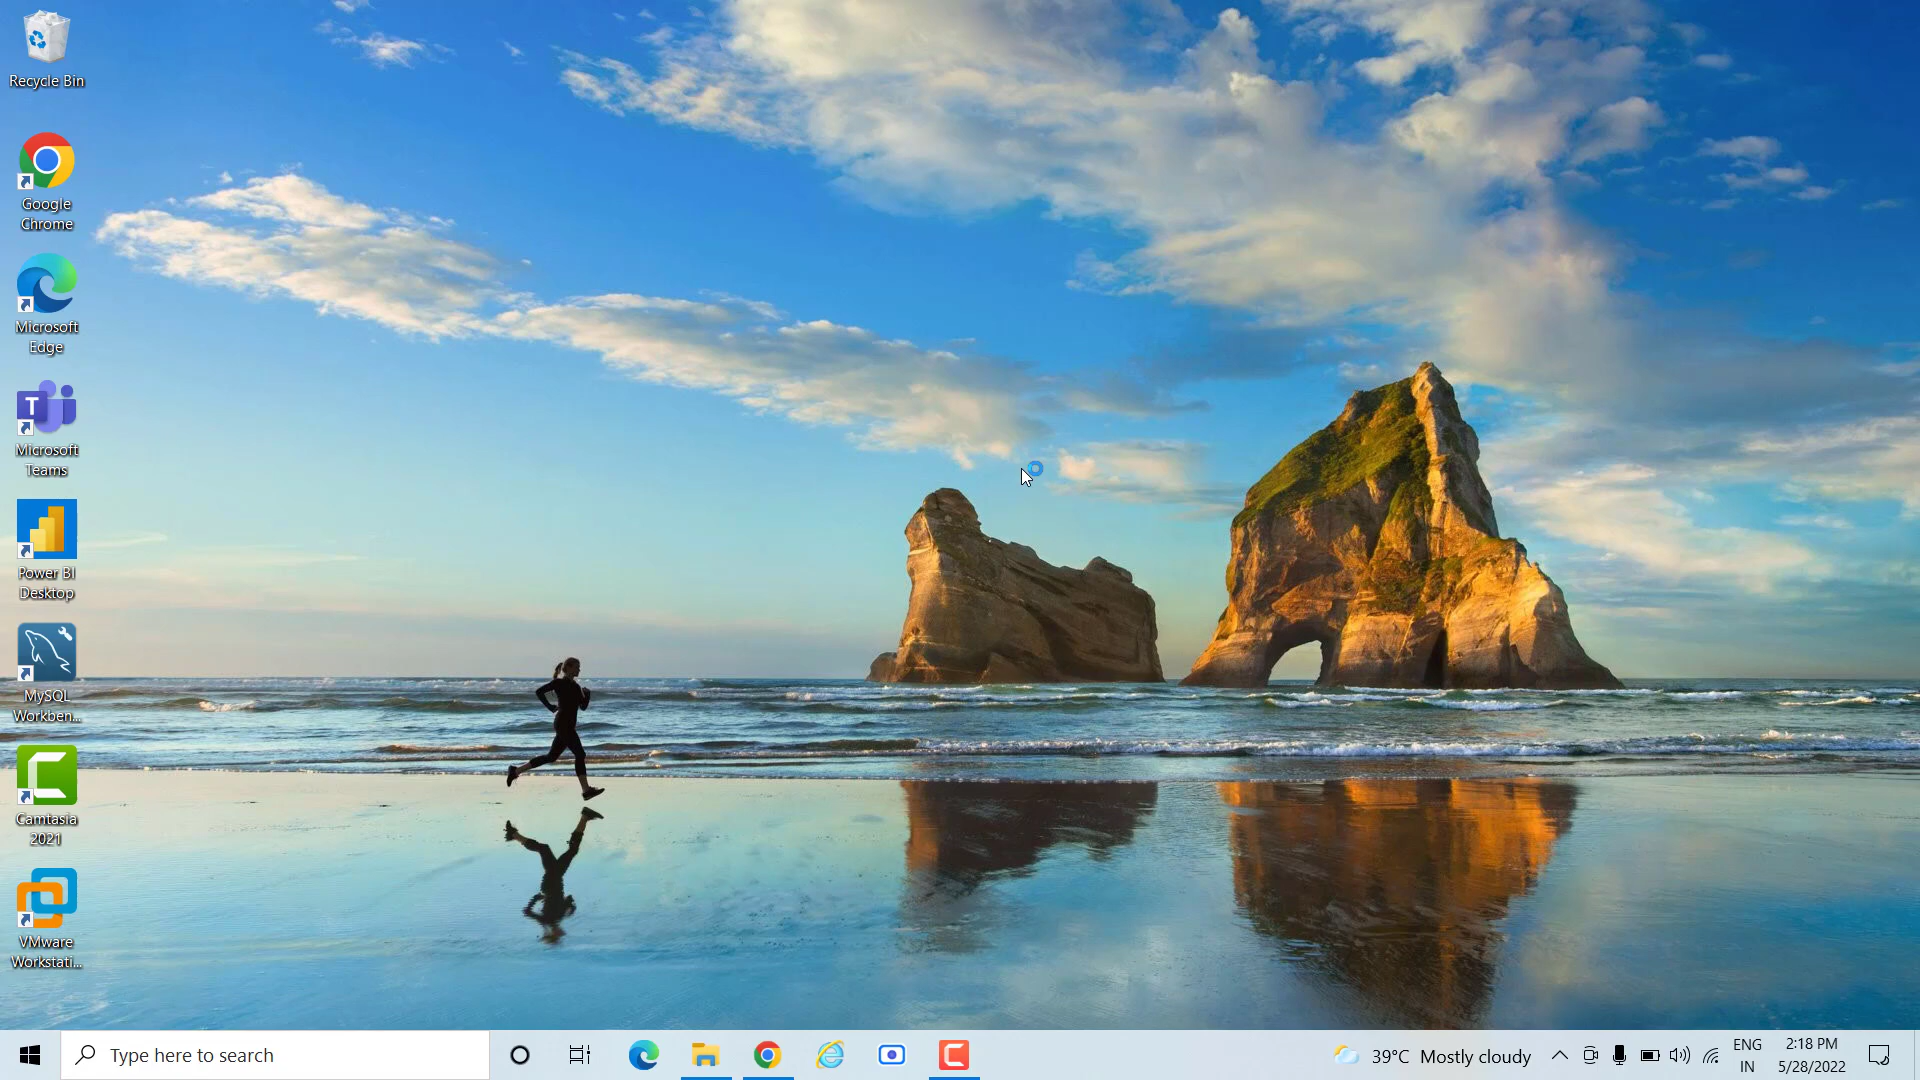 Recycle Bin
Google
Chrome
Microsoft
Edge
T
Microsoft
Teams
Power BI
Desktop
MySQL
Workben...
Camtasia
2021
VMware
Workstati...
Type here to search
39°C Mostly cloudy
ENG
IN
2:18 PM
5/28/2022